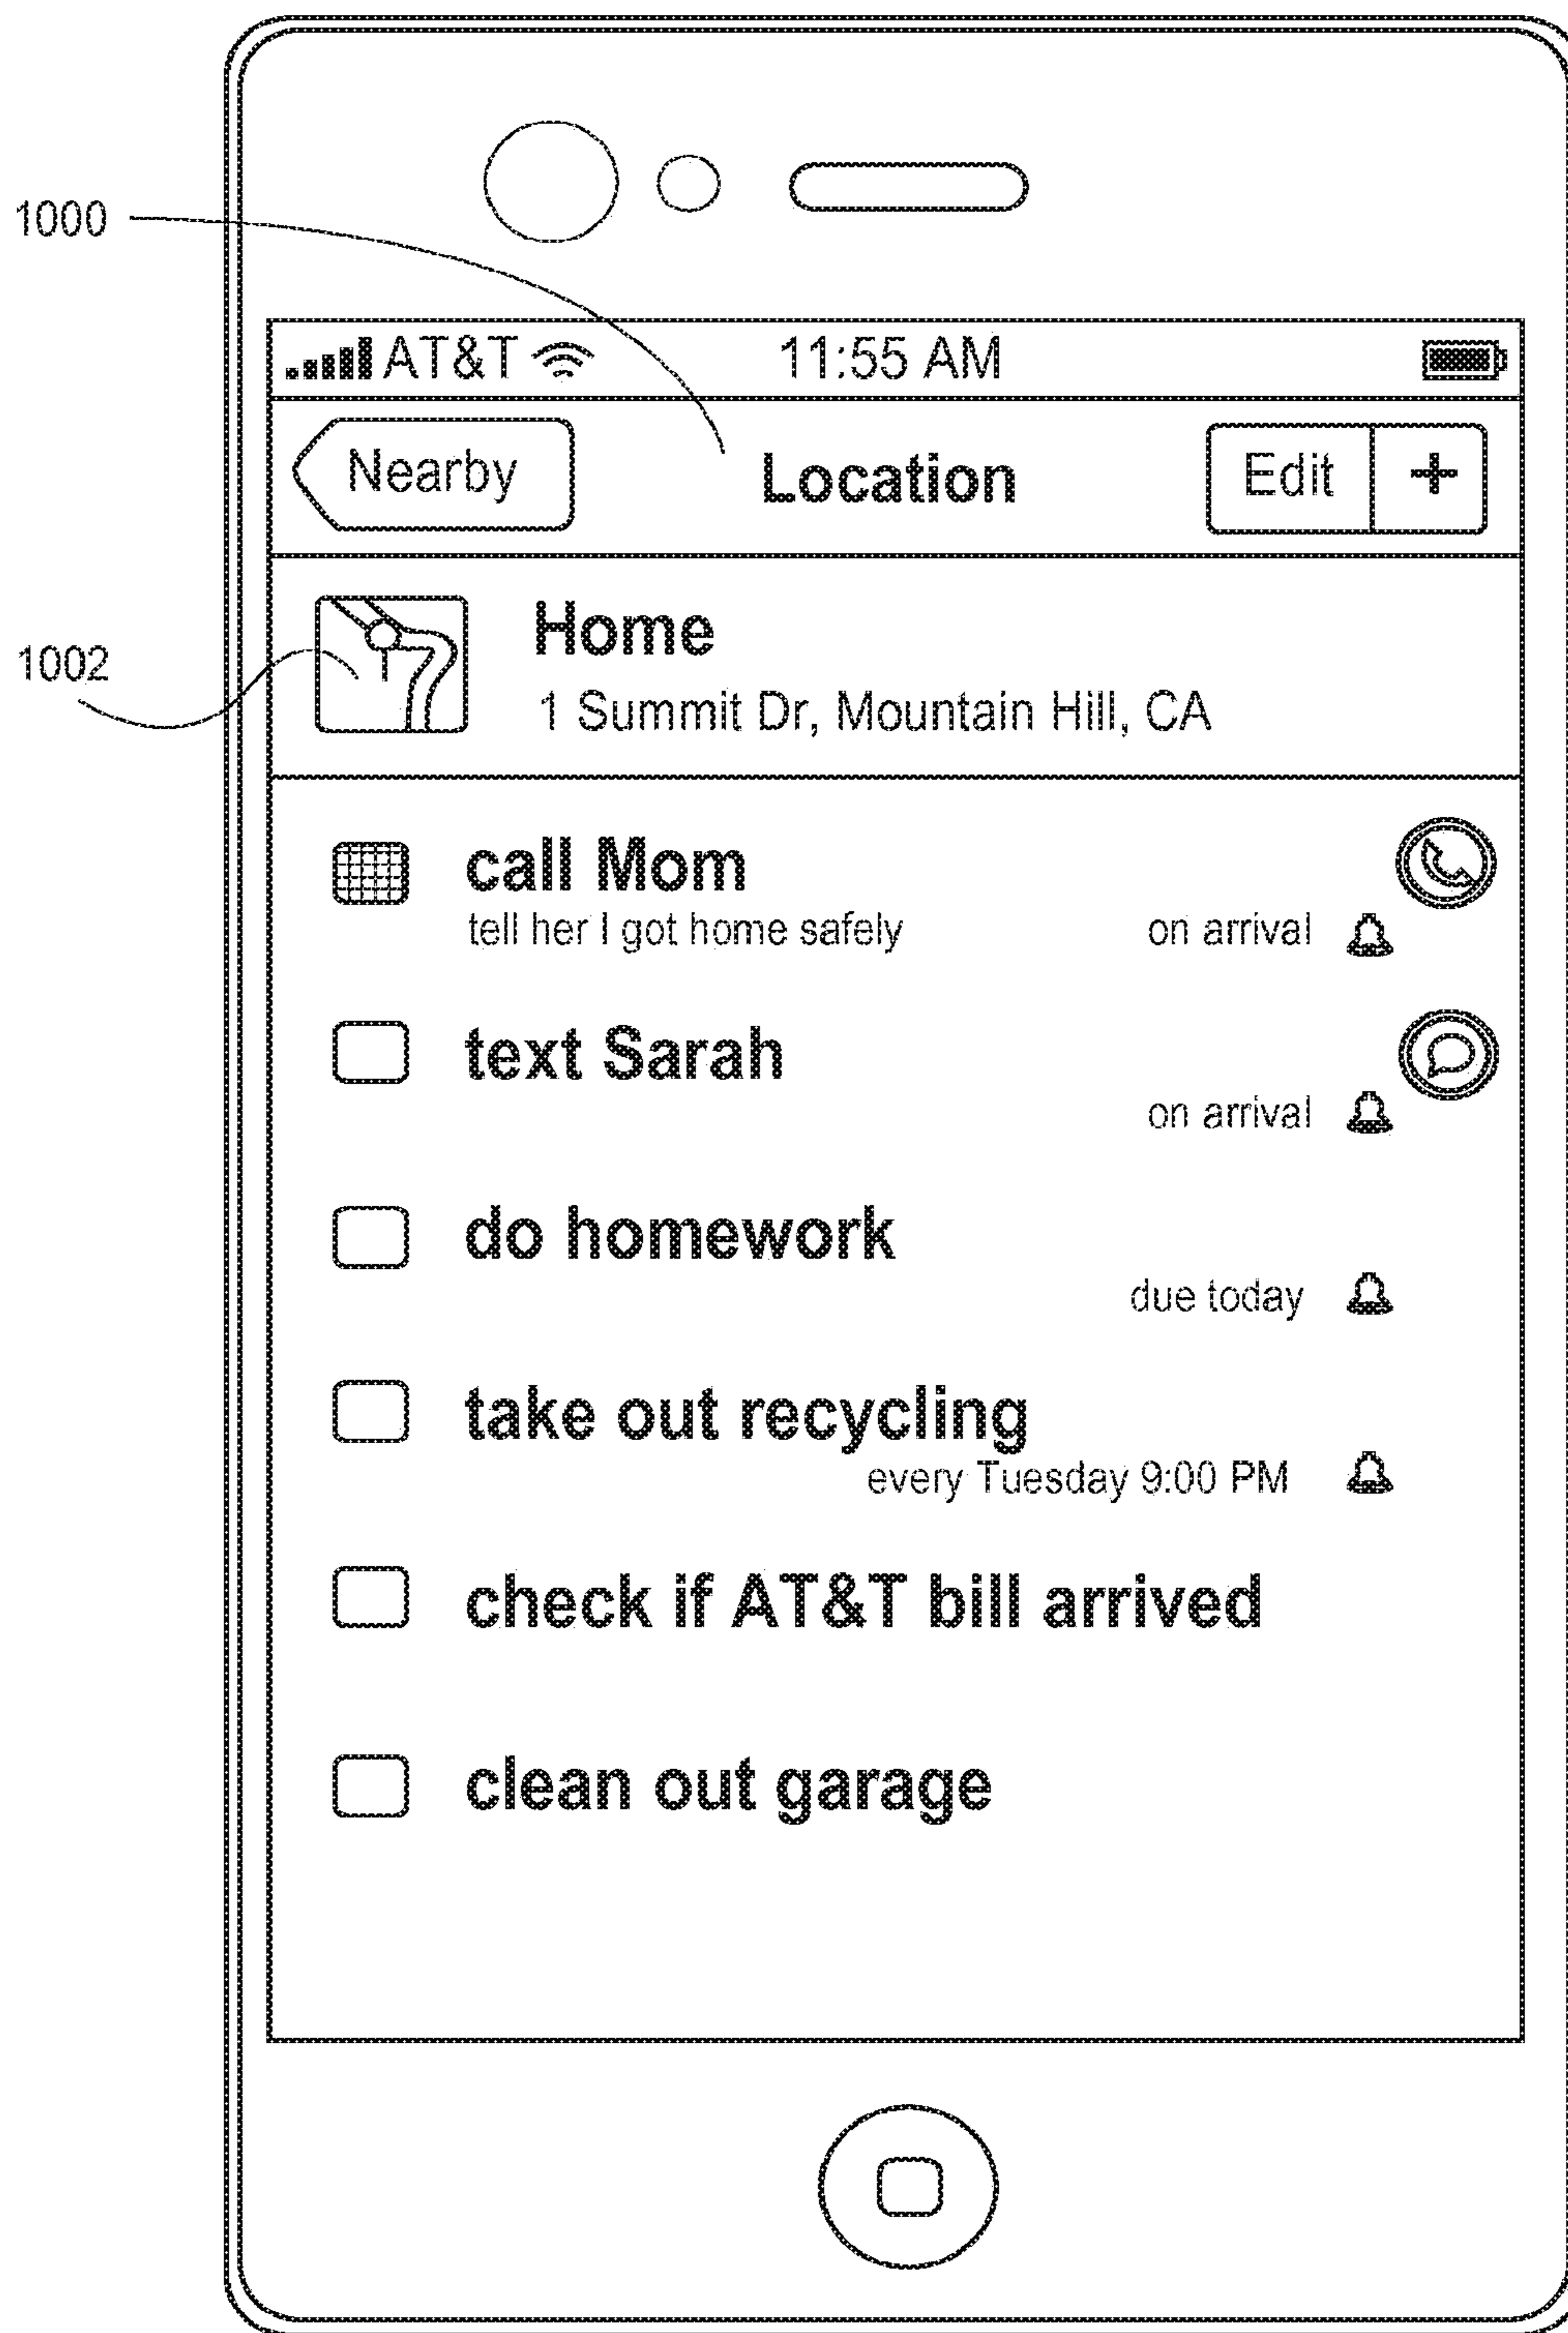 1000
AT&T 11:55 AM
Nearby Location Edit +
1002
Home
1 Summit Dr, Mountain Hill, CA
call Mom
tell her I got home safely on arrival
text Sarah
on arrival
do homework
due today
take out recycling
every Tuesday 9:00 PM
check if AT&T bill arrived
clean out garage